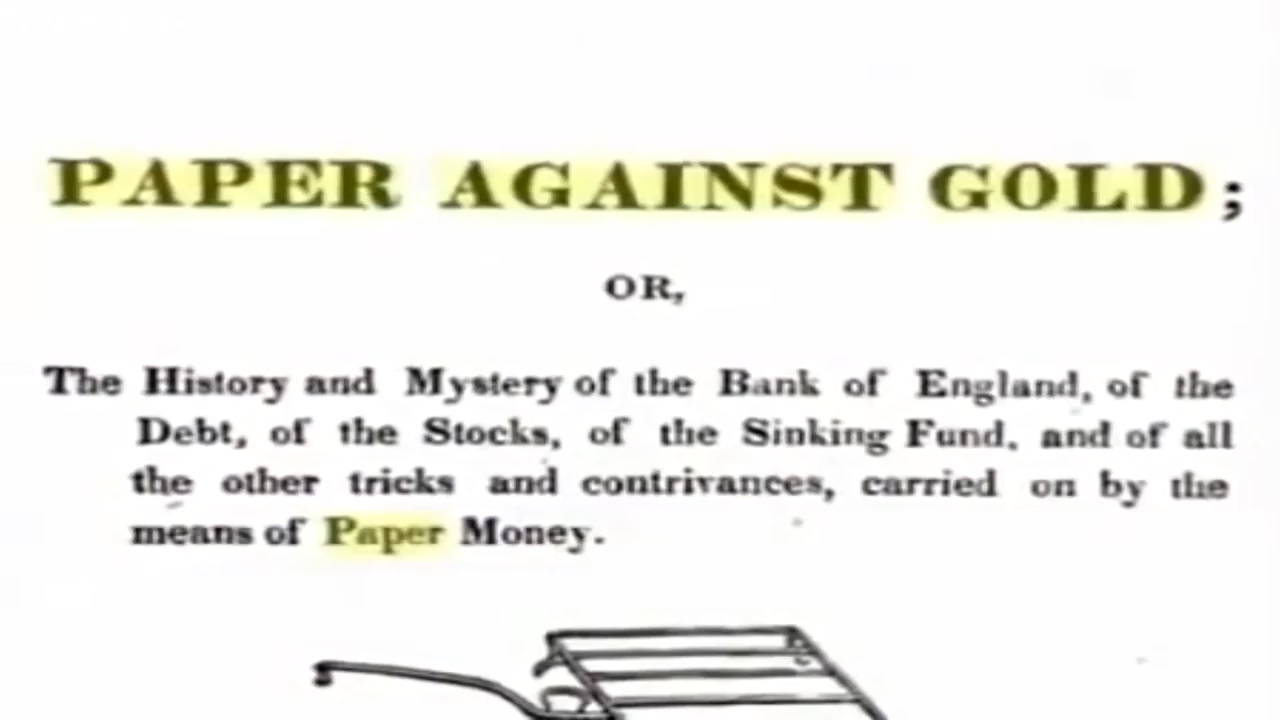 PAPER AGAINST GOLD;
OR,
The History and Mystery of the Bank of England, of the
Debt, of the Stocks, of the Sinking Fund, and of all
the other tricks and contrivances, carried on by the
means of Paper Money.